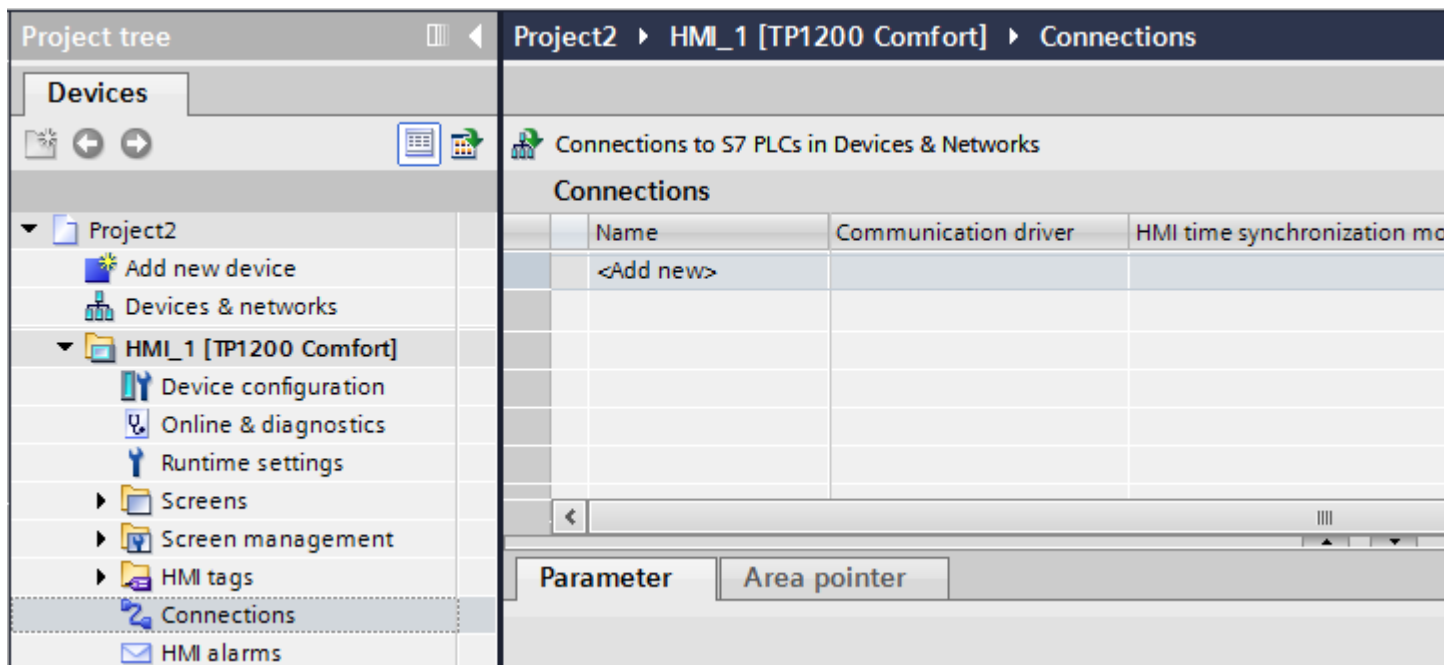 Project tree
Devices
Project2
Add new device
Devices & networks
HMI_1 [TP1200 Comfort]
Device configuration
Online & diagnostics
Runtime settings
Screens
Screen management
HMI tags
Connections
HMI alarms
Project2 HMI_1 [TP1200 Comfort] Connections
Connections to S7 PLCs in Devices & Networks
Connections
Name Communication driver HMI time synchronization mo
<Add new>
Parameter Area pointer